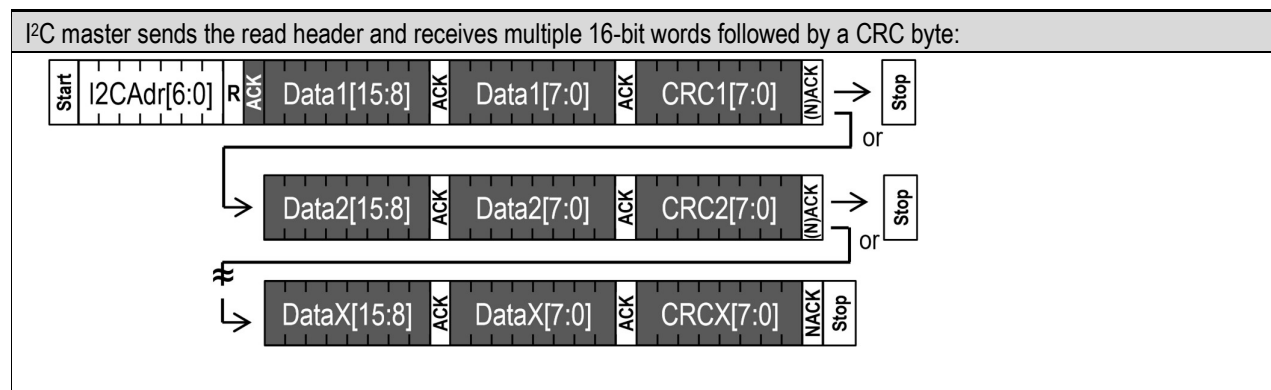 I²C master sends the read header and receives multiple 16-bit words followed by a CRC byte:
Start I2CAdr[6:0] R ACK Data1[15:8] ACK Data1[7:0] ACK CRC1[7:0] (N)ACK → Stop
or
Data2[15:8] ACK Data2[7:0] ACK CRC2[7:0] (N)ACK → Stop
or
≈
DataX[15:8] ACK DataX[7:0] ACK CRCX[7:0] NACK Stop